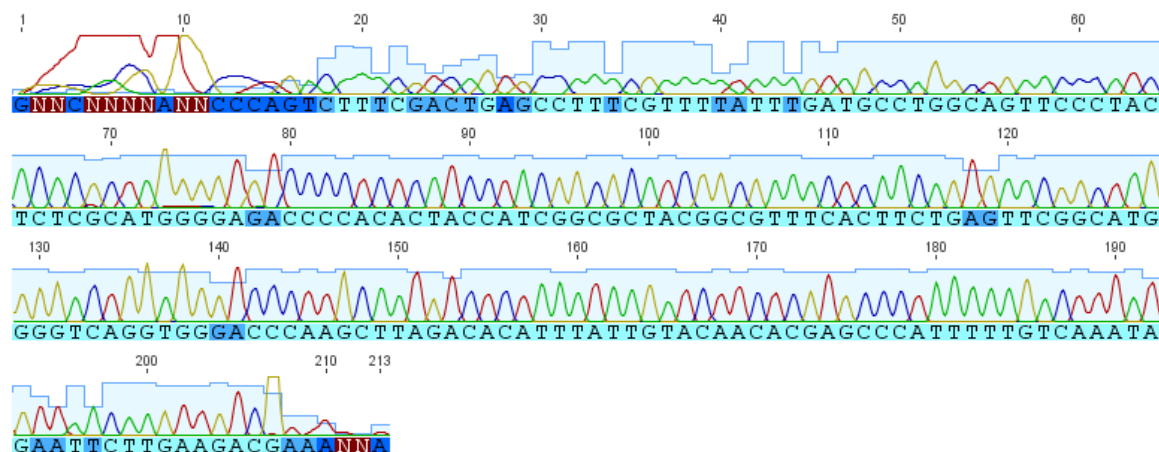 1 10 20 30 40 50 60
GNNCNNNNANNCCCAGTCTTTCGACTGAGCCTTTCGTTTTATTTGATGCCTGGCAGTTCCCTAC
70 80 90 100 110 120
TCTCGCATGGGGAGACCCCACACTACCATCGGCGCTACGGCGTTTCACTTCTGAGTTCGGCATG
130 140 150 160 170 180 190
GGGTCAGGTGGGACCCAAGCTTAGACACATTTATTGTACAACACGAGCCCATTTTTGTCAAATA
200 210 213
GAATTCTTGAAGACGAAANNA